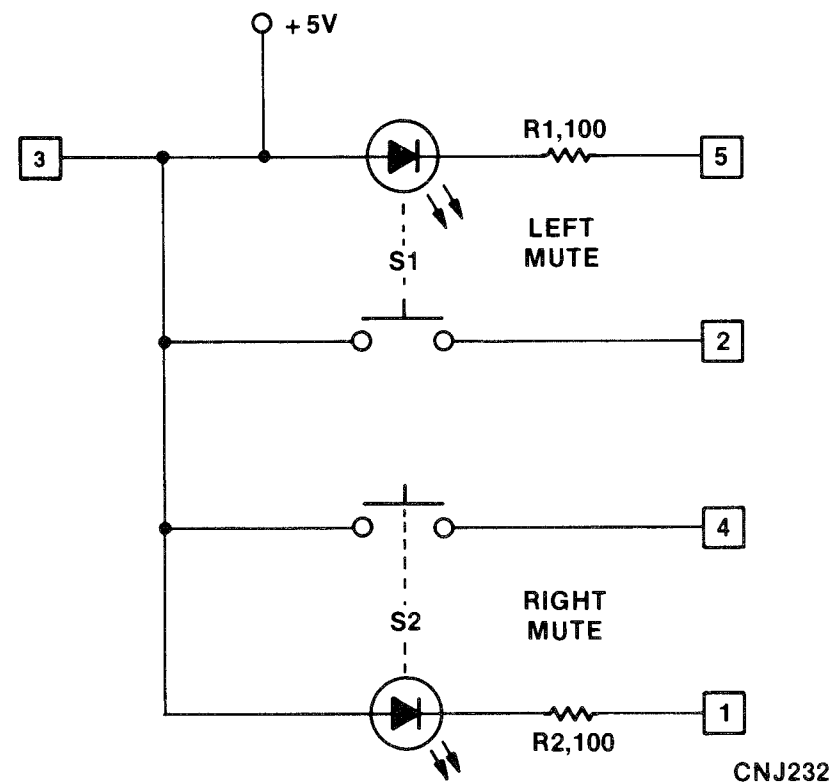 +5V
R1,100
3
5
LEFT
MUTE
S1
2
4
RIGHT
MUTE
S2
1
R2,100
CNJ232